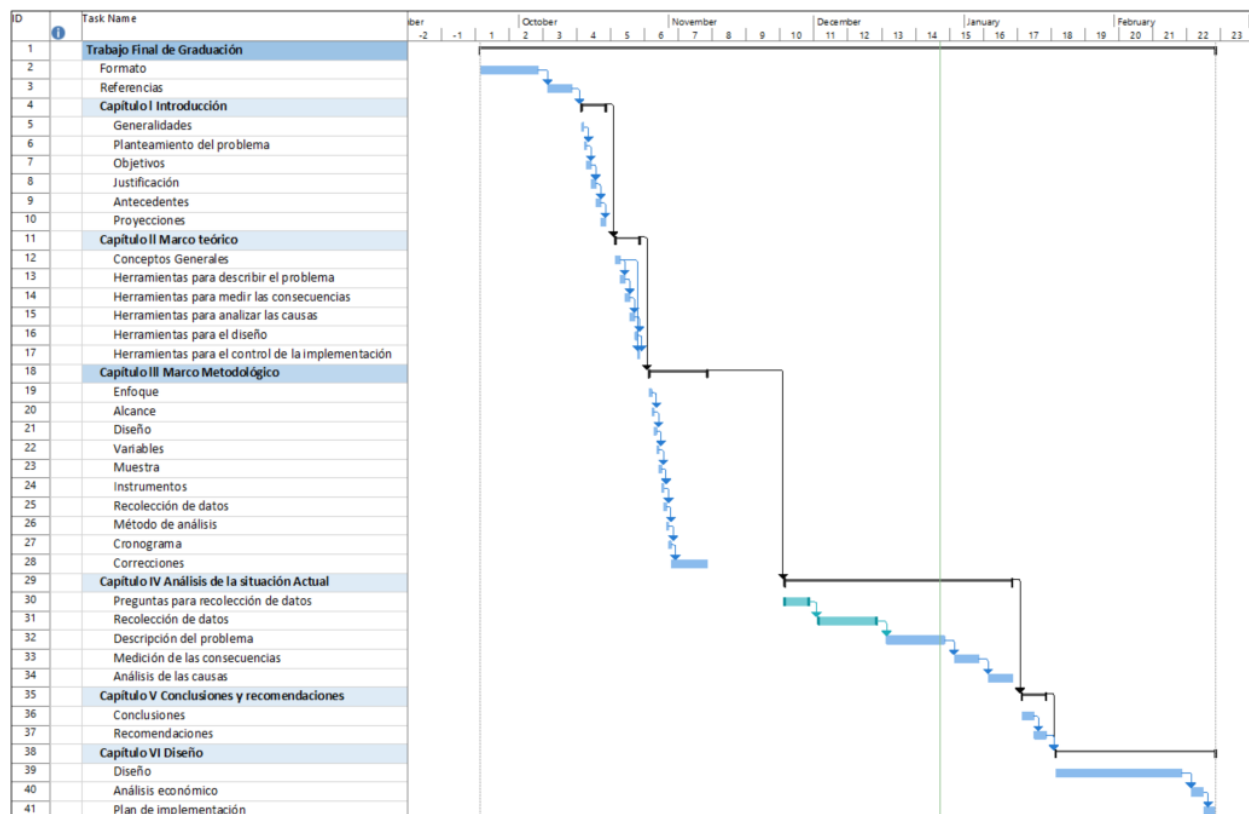 ID Task Name ber October November December January February
-2 -1 1 2 3 4 5 6 7 8 9 10 11 12 13 14 15 16 17 18 19 20 21 22 23
1 Trabajo Final de Graduación
2 Formato
3 Referencias
4 Capítulo I Introducción
5 Generalidades
6 Planteamiento del problema
7 Objetivos
8 Justificación
9 Antecedentes
10 Proyecciones
11 Capítulo II Marco teórico
12 Conceptos Generales
13 Herramientas para describir el problema
14 Herramientas para medir las consecuencias
15 Herramientas para analizar las causas
16 Herramientas para el diseño
17 Herramientas para el control de la implementación
18 Capítulo III Marco Metodológico
19 Enfoque
20 Alcance
21 Diseño
22 Variables
23 Muestra
24 Instrumentos
25 Recolección de datos
26 Método de análisis
27 Cronograma
28 Correcciones
29 Capítulo IV Análisis de la situación Actual
30 Preguntas para recolección de datos
31 Recolección de datos
32 Descripción del problema
33 Medición de las consecuencias
34 Análisis de las causas
35 Capítulo V Conclusiones y recomendaciones
36 Conclusiones
37 Recomendaciones
38 Capítulo VI Diseño
39 Diseño
40 Análisis económico
41 Plan de implementación